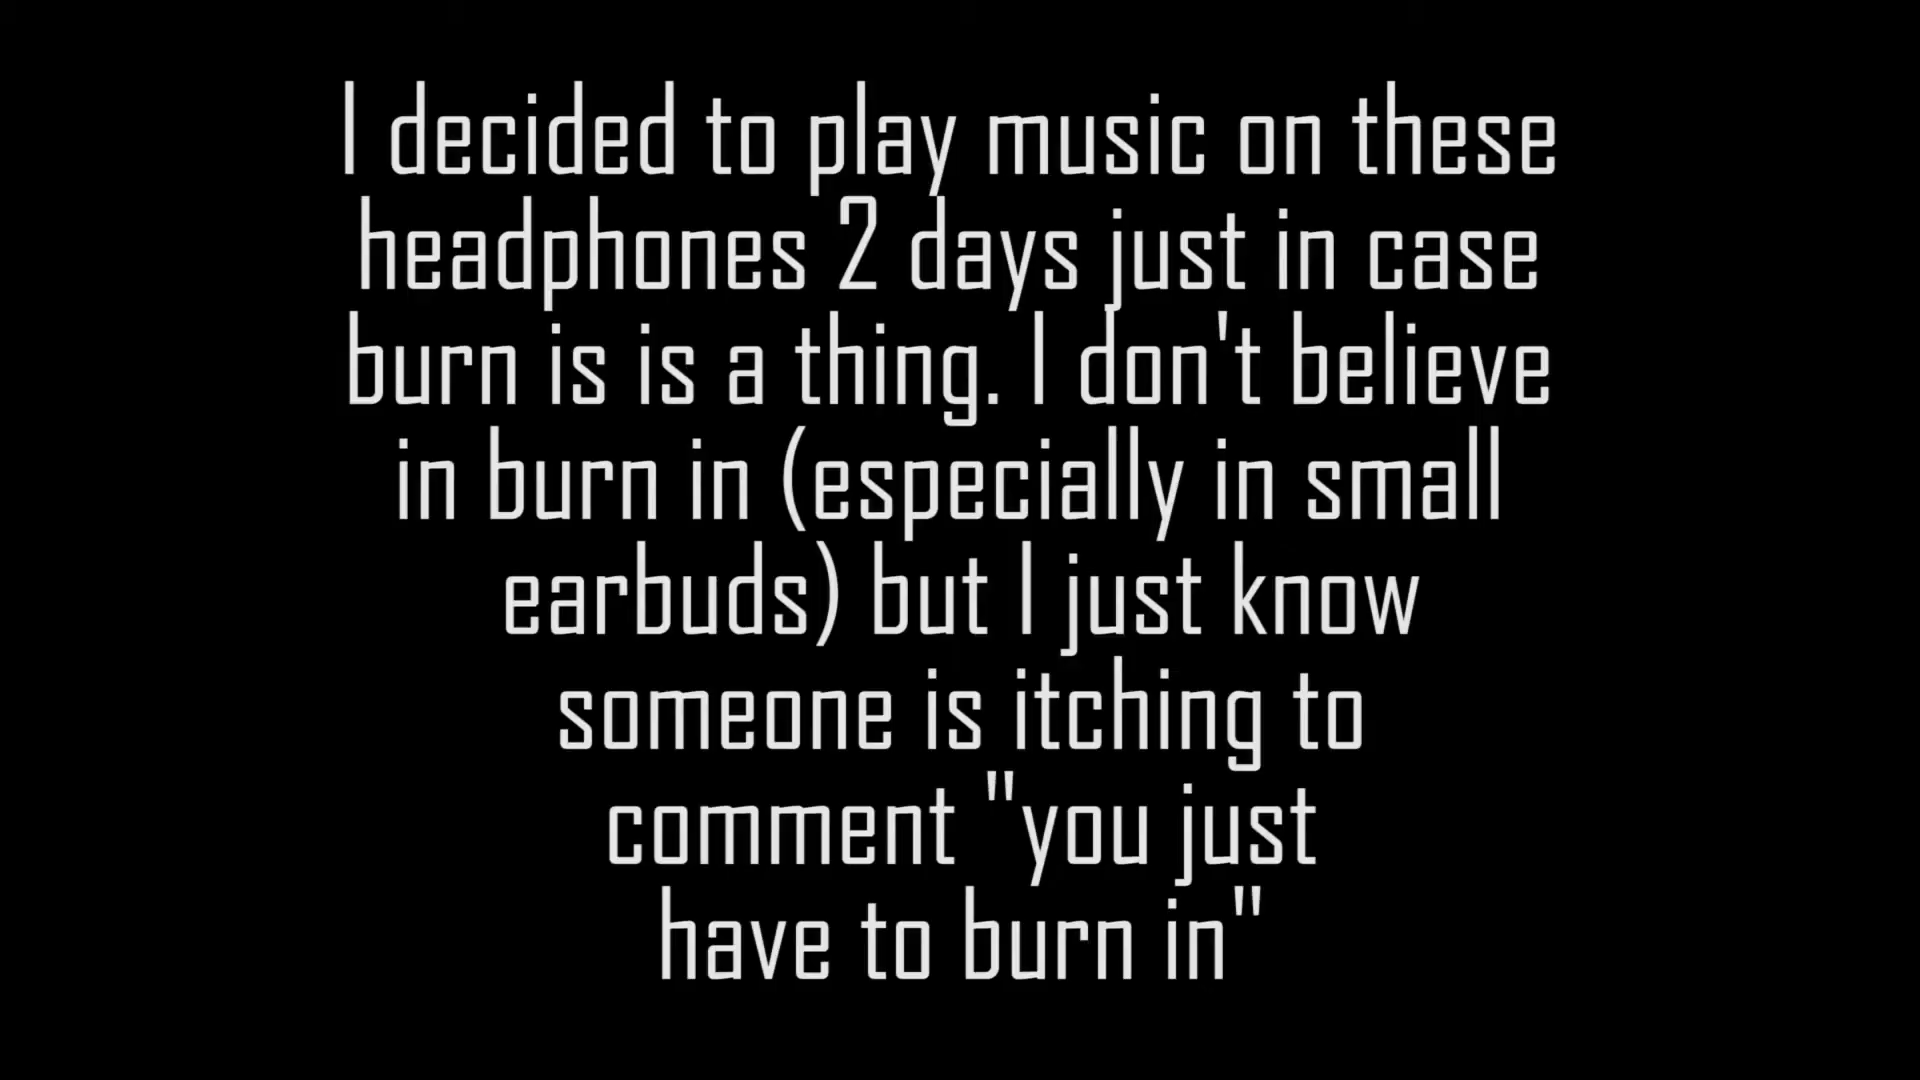 I decided to play music on these
headphones 2 days just in case
burn is is a thing. I don't believe
in burn in (especially in small
earbuds) but I just know
someone is itching to
comment "you just
have to burn in"